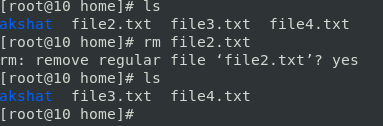 [root@10 home]# ls
akshat  file2.txt  file3.txt  file4.txt
[root@10 home]# rm file2.txt
rm: remove regular file ‘file2.txt’? yes
[root@10 home]# ls
akshat  file3.txt  file4.txt
[root@10 home]#